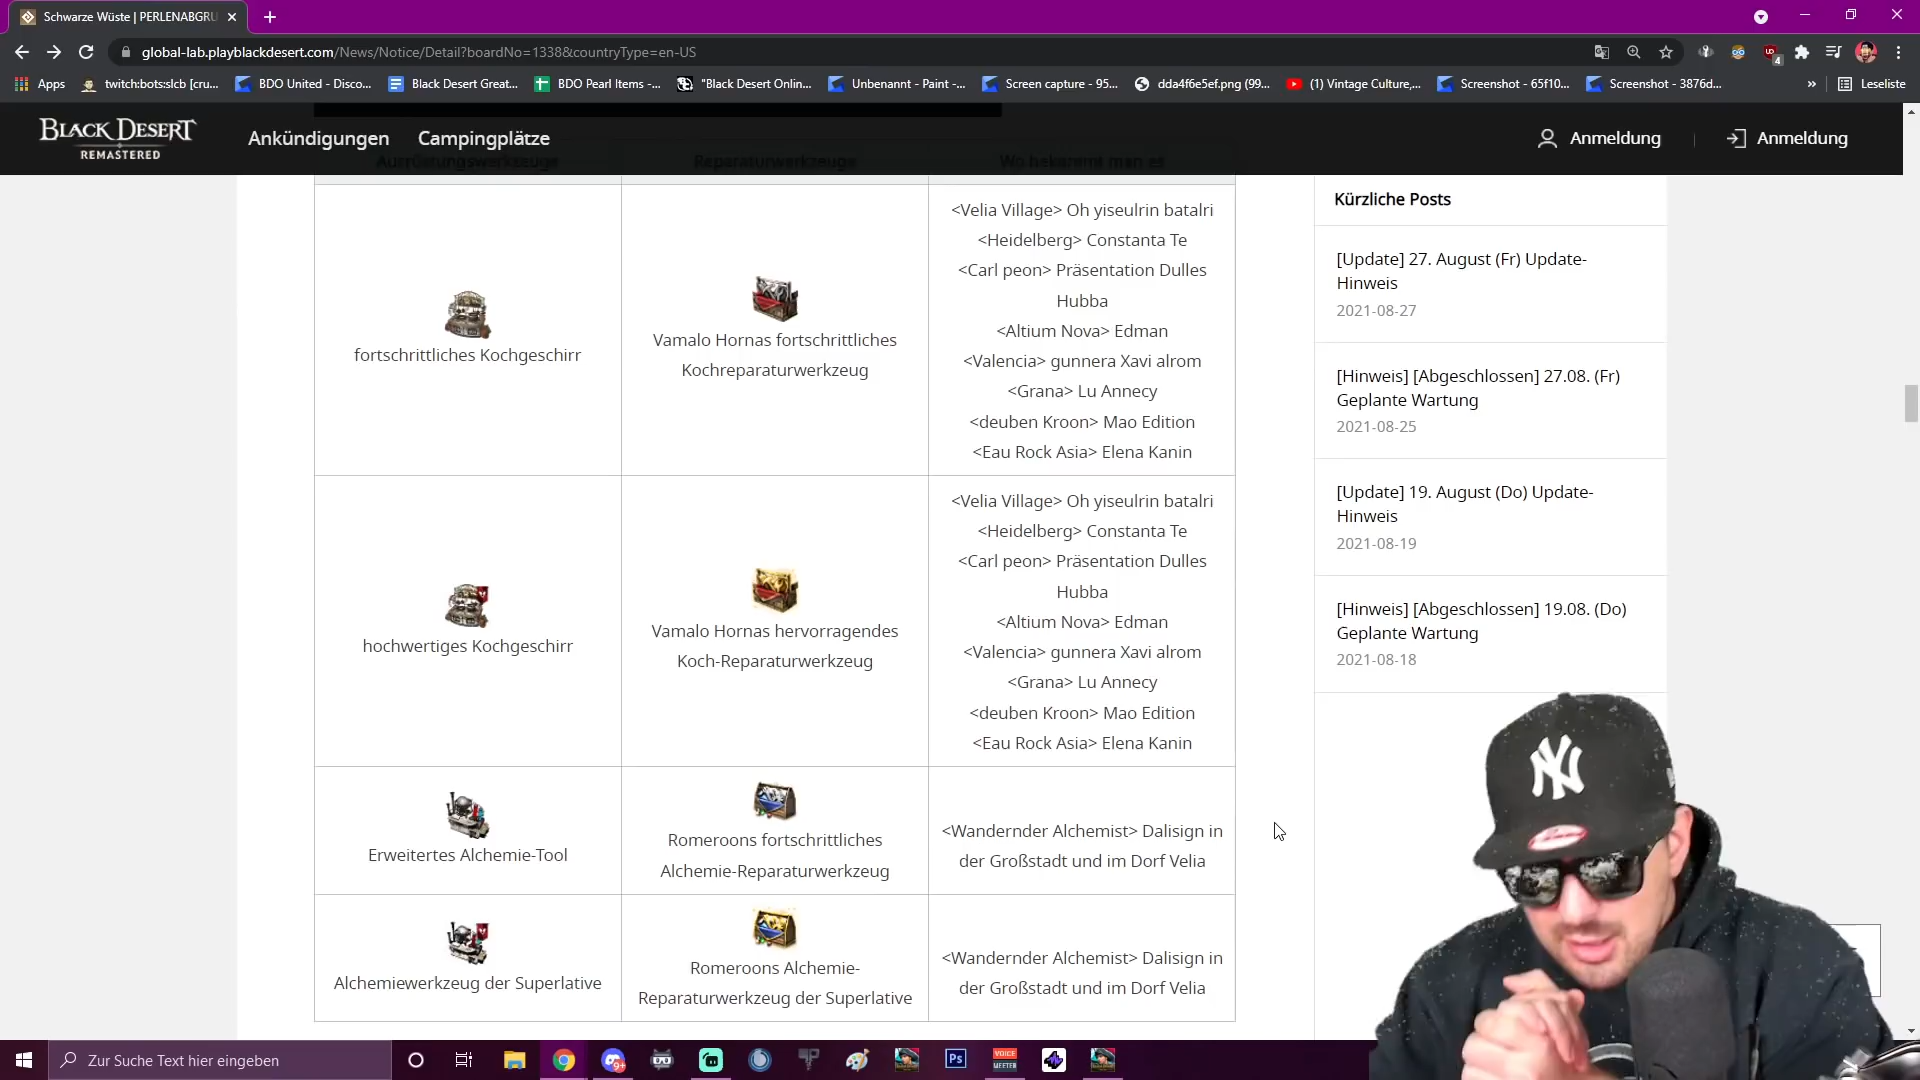 Schwarze Wüste | PERLENABGRU
global-lab.playblackdesert.com/News/Notice/Detail?boardNo=1338&countryType=en-US
4
Apps
twitch:bots:slcb [cru...
BDO United - Disco...
Black Desert Great...
BDO Pearl Items -...
"Black Desert Onlin...
Unbenannt - Paint -...
Screen capture - 95...
dda4f6e5ef.png (99...
(1) Vintage Culture,...
Screenshot - 65f10...
Screenshot - 3876d...
»
Leseliste
BLACK DESERT
REMASTERED
Ankündigungen
Campingplätze
Anmeldung
Anmeldung
Ausrüstungswerkzeuge
Reparaturwerkzeuge
Wo bekommt man es
fortschrittliches Kochgeschirr
Vamalo Hornas fortschrittliches
Kochreparaturwerkzeug
<Velia Village> Oh yiseulrin batalri
<Heidelberg> Constanta Te
<Carl peon> Präsentation Dulles
Hubba
<Altium Nova> Edman
<Valencia> gunnera Xavi alrom
<Grana> Lu Annecy
<deuben Kroon> Mao Edition
<Eau Rock Asia> Elena Kanin
hochwertiges Kochgeschirr
Vamalo Hornas hervorragendes
Koch-Reparaturwerkzeug
<Velia Village> Oh yiseulrin batalri
<Heidelberg> Constanta Te
<Carl peon> Präsentation Dulles
Hubba
<Altium Nova> Edman
<Valencia> gunnera Xavi alrom
<Grana> Lu Annecy
<deuben Kroon> Mao Edition
<Eau Rock Asia> Elena Kanin
Erweitertes Alchemie-Tool
Romeroons fortschrittliches
Alchemie-Reparaturwerkzeug
<Wandernder Alchemist> Dalisign in
der Großstadt und im Dorf Velia
Alchemiewerkzeug der Superlative
Romeroons Alchemie-
Reparaturwerkzeug der Superlative
<Wandernder Alchemist> Dalisign in
der Großstadt und im Dorf Velia
Kürzliche Posts
[Update] 27. August (Fr) Update-
Hinweis
2021-08-27
[Hinweis] [Abgeschlossen] 27.08. (Fr)
Geplante Wartung
2021-08-25
[Update] 19. August (Do) Update-
Hinweis
2021-08-19
[Hinweis] [Abgeschlossen] 19.08. (Do)
Geplante Wartung
2021-08-18
NY
Zur Suche Text hier eingeben
9+
Ps
VOICE
MEETER